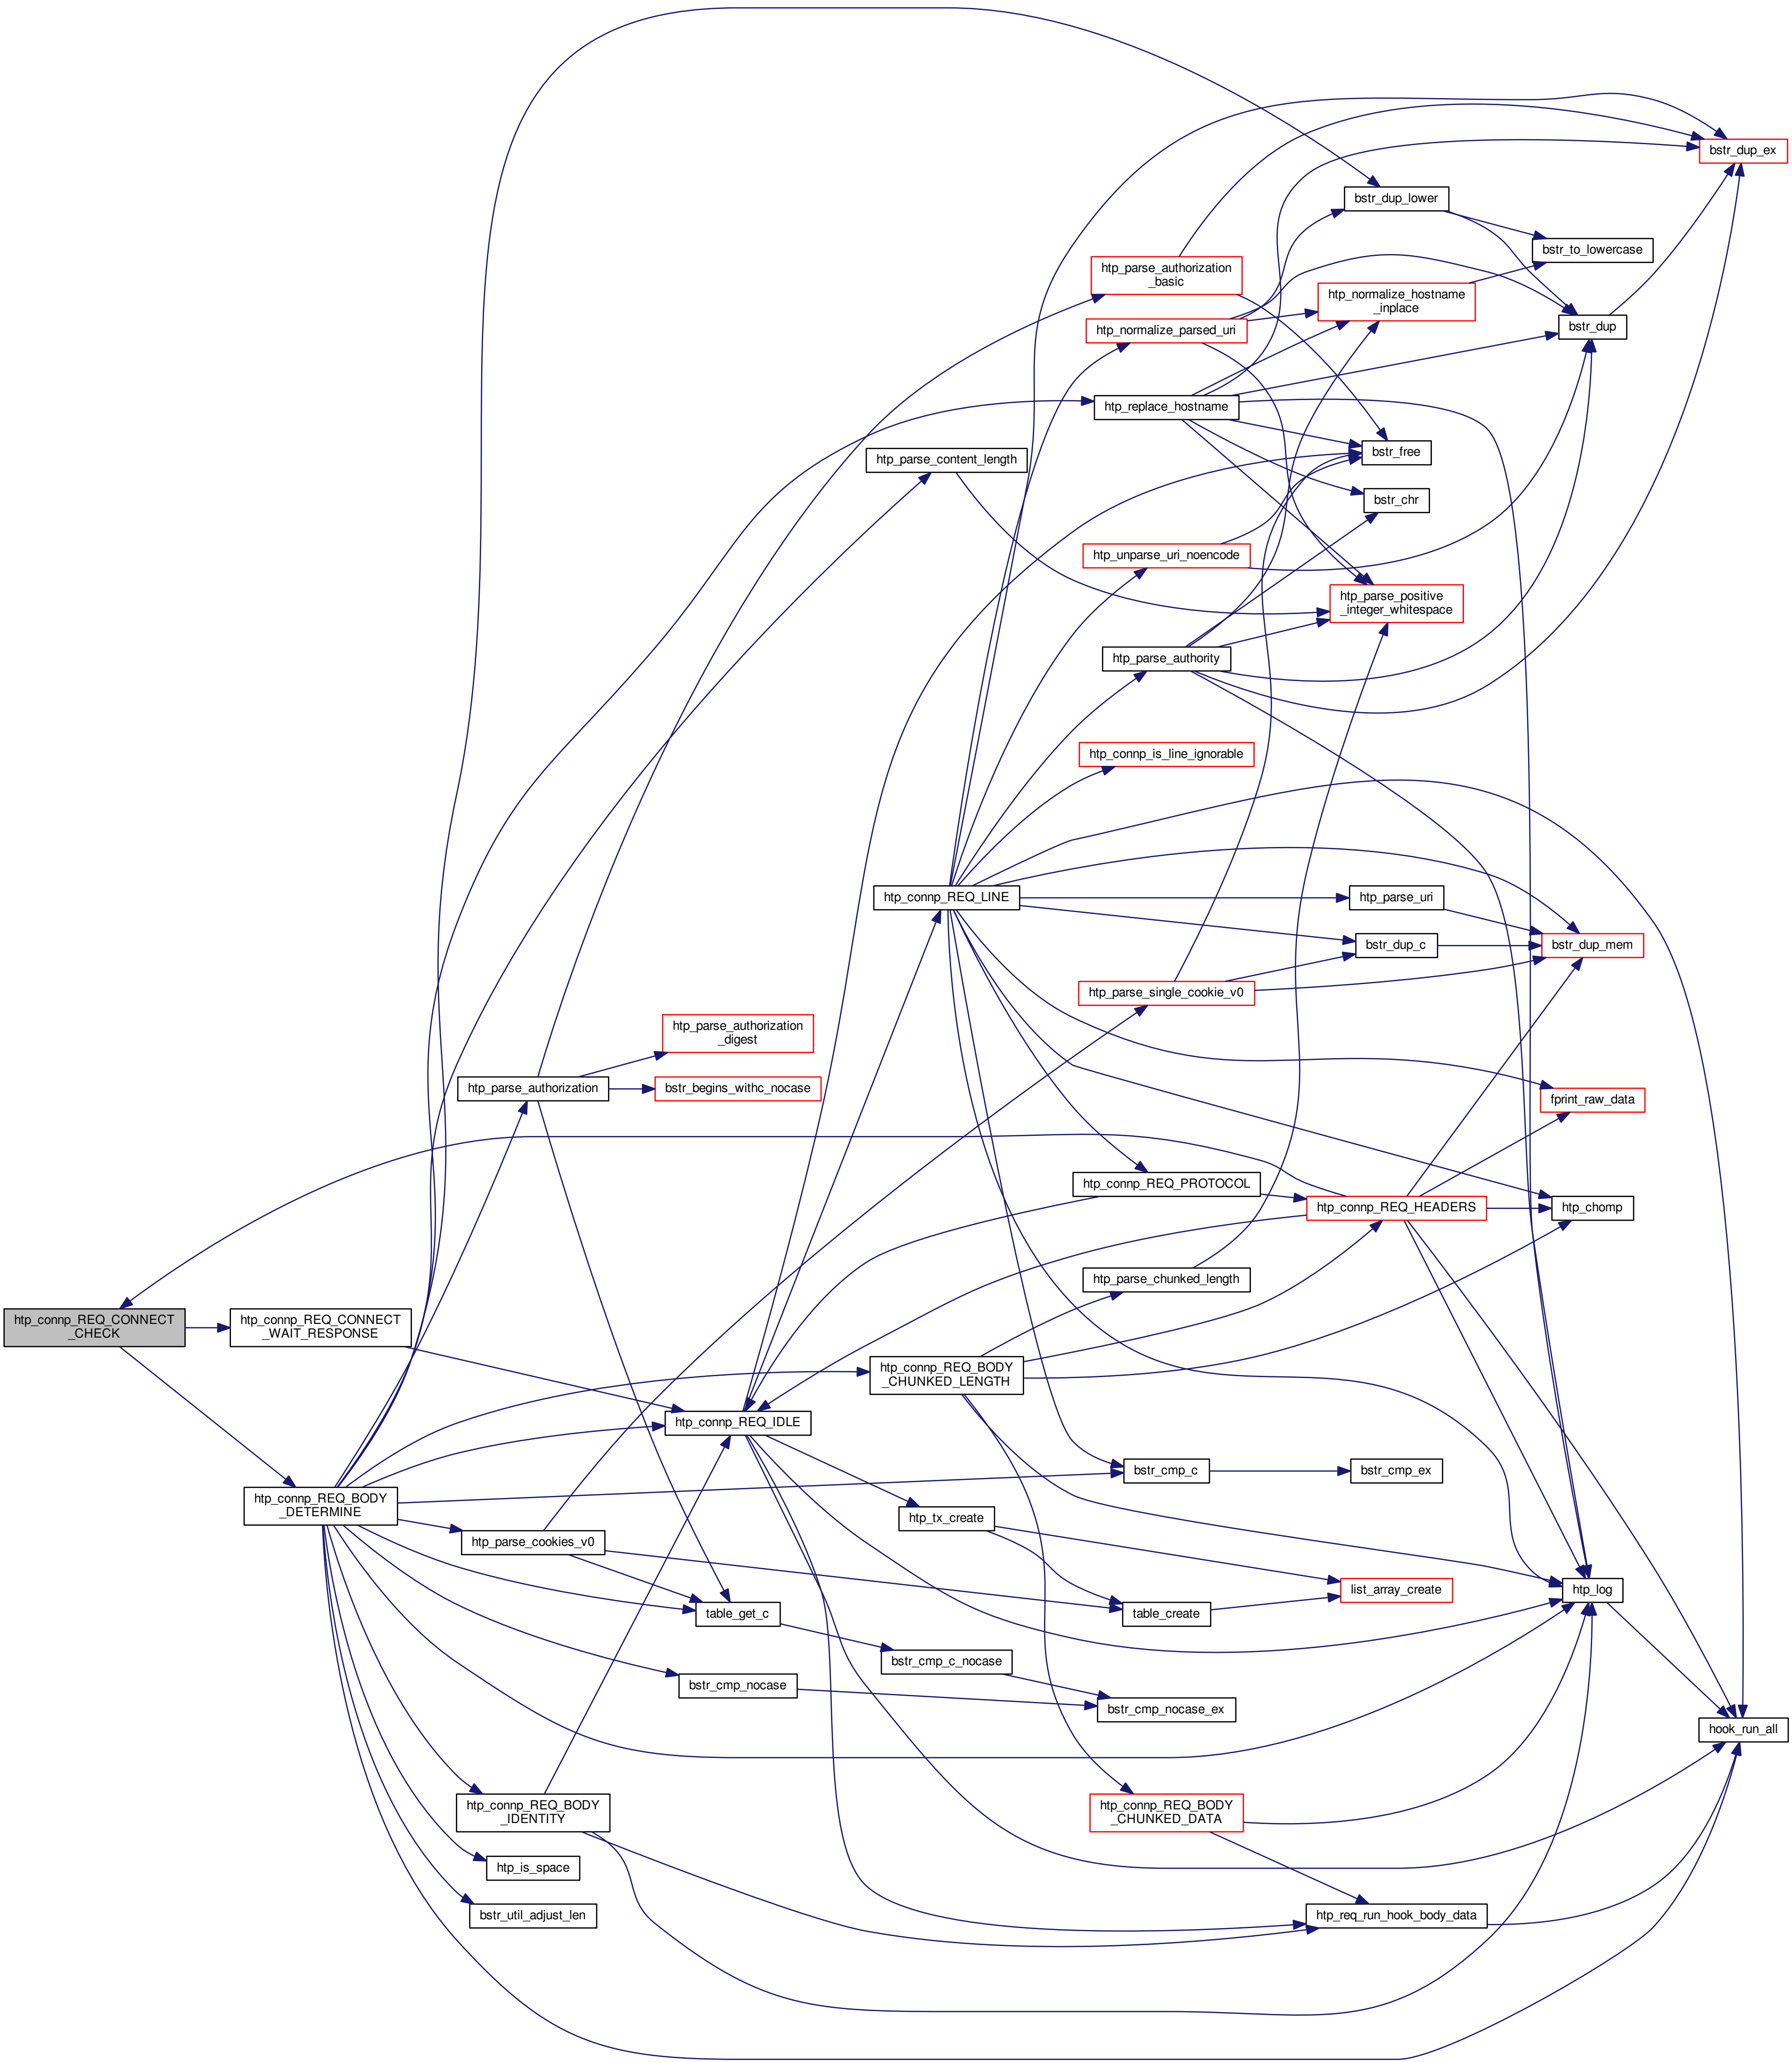 bstr_dup_ex
bstr_dup_lower
bstr_to_lowercase
htp_parse_authorization
_basic
htp_normalize_hostname
_inplace
htp_normalize_parsed_uri
bstr_dup
htp_replace_hostname
bstr_free
htp_parse_content_length
bstr_chr
htp_unparse_uri_noencode
htp_parse_positive
_integer_whitespace
htp_parse_authority
htp_connp_is_line_ignorable
htp_connp_REQ_LINE
htp_parse_uri
bstr_dup_c
bstr_dup_mem
htp_parse_single_cookie_v0
htp_parse_authorization
_digest
htp_parse_authorization
bstr_begins_withc_nocase
fprint_raw_data
htp_connp_REQ_PROTOCOL
htp_connp_REQ_HEADERS
htp_chomp
htp_parse_chunked_length
htp_connp_REQ_CONNECT
_CHECK
htp_connp_REQ_CONNECT
_WAIT_RESPONSE
htp_connp_REQ_BODY
_CHUNKED_LENGTH
htp_connp_REQ_IDLE
bstr_cmp_c
bstr_cmp_ex
htp_connp_REQ_BODY
_DETERMINE
htp_tx_create
htp_parse_cookies_v0
list_array_create
htp_log
table_get_c
table_create
bstr_cmp_c_nocase
bstr_cmp_nocase
bstr_cmp_nocase_ex
hook_run_all
htp_connp_REQ_BODY
_IDENTITY
htp_connp_REQ_BODY
_CHUNKED_DATA
htp_is_space
bstr_util_adjust_len
htp_req_run_hook_body_data